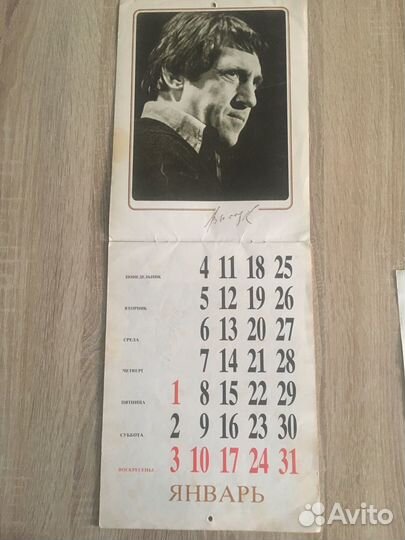 ПОНЕДЕЛЬНИК 4 11 18 25
ВТОРНИК 5 12 19 26
СРЕДА 6 13 20 27
ЧЕТВЕРГ 7 14 21 28
ПЯТНИЦА 1 8 15 22 29
СУББОТА 2 9 16 23 30
ВОСКРЕСЕНЬЕ 3 10 17 24 31
ЯНВАРЬ
Avito